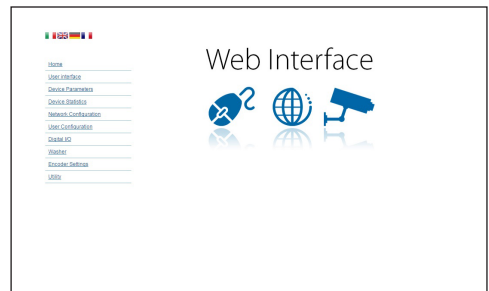 Web Interface
Home
User interface
Device Parameters
Device Statistics
Network Configuration
User Configuration
Digital I/O
Washer
Encoder Settings
Utility